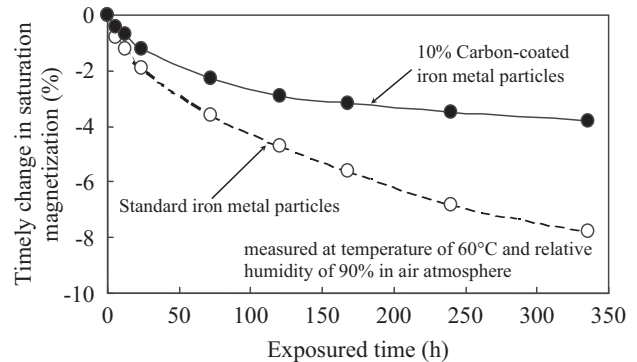 0
-2
-4
-6
-8
-10
0 50 100 150 200 250 300 350
Timely change in saturation
magnetization (%)
Exposured time (h)
10% Carbon-coated
iron metal particles
Standard iron metal particles
measured at temperature of 60°C and relative
humidity of 90% in air atmosphere